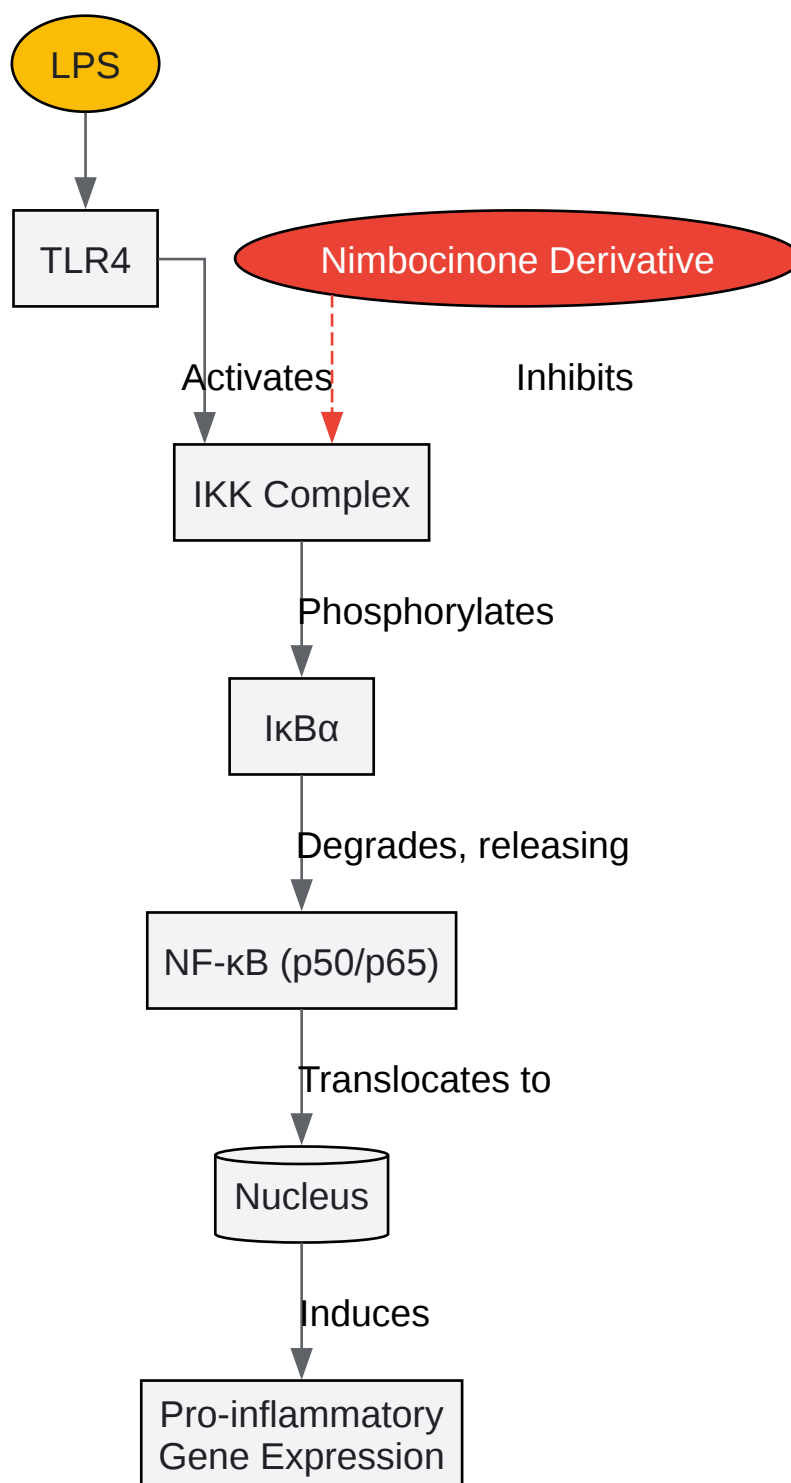 LPS
TLR4
Nimbocinone Derivative
Activates
Inhibits
IKK Complex
Phosphorylates
IκBα
Degrades, releasing
NF-κB (p50/p65)
Translocates to
Nucleus
Induces
Pro-inflammatory
Gene Expression